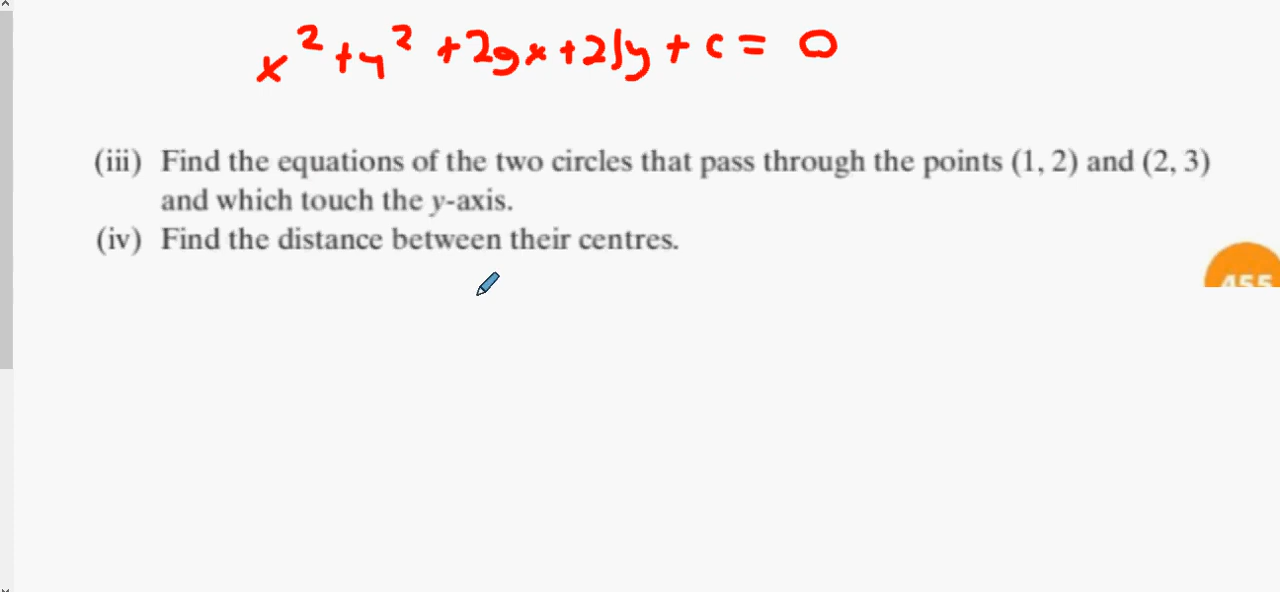 x² + y² + 2gx + 2fy + c = 0
(iii) Find the equations of the two circles that pass through the points (1, 2) and (2, 3)
and which touch the y-axis.
(iv) Find the distance between their centres.
455